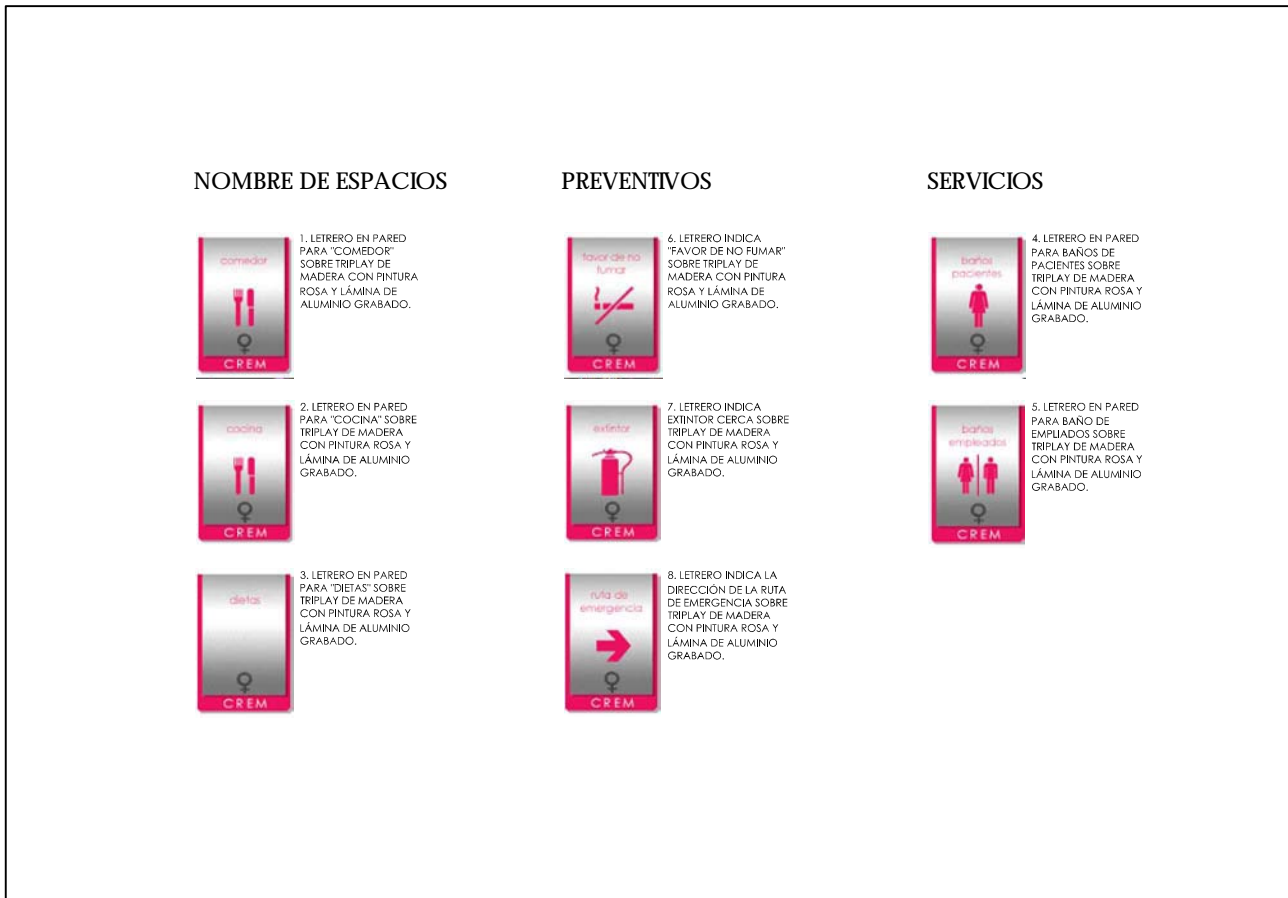 NOMBRE DE ESPACIOS
comedor
CREM
1. LETRERO EN PARED
PARA "COMEDOR"
SOBRE TRIPLAY DE
MADERA CON PINTURA
ROSA Y LÁMINA DE
ALUMINIO GRABADO.
cocina
CREM
2. LETRERO EN PARED
PARA "COCINA" SOBRE
TRIPLAY DE MADERA
CON PINTURA ROSA Y
LÁMINA DE ALUMINIO
GRABADO.
dietas
CREM
3. LETRERO EN PARED
PARA "DIETAS" SOBRE
TRIPLAY DE MADERA
CON PINTURA ROSA Y
LÁMINA DE ALUMINIO
GRABADO.
PREVENTIVOS
favor de no
fumar
CREM
6. LETRERO INDICA
"FAVOR DE NO FUMAR"
SOBRE TRIPLAY DE
MADERA CON PINTURA
ROSA Y LÁMINA DE
ALUMINIO GRABADO.
extintor
CREM
7. LETRERO INDICA
EXTINTOR CERCA SOBRE
TRIPLAY DE MADERA
CON PINTURA ROSA Y
LÁMINA DE ALUMINIO
GRABADO.
ruta de
emergencia
CREM
8. LETRERO INDICA LA
DIRECCIÓN DE LA RUTA
DE EMERGENCIA SOBRE
TRIPLAY DE MADERA
CON PINTURA ROSA Y
LÁMINA DE ALUMINIO
GRABADO.
SERVICIOS
baños
pacientes
CREM
4. LETRERO EN PARED
PARA BAÑOS DE
PACIENTES SOBRE
TRIPLAY DE MADERA
CON PINTURA ROSA Y
LÁMINA DE ALUMINIO
GRABADO.
baños
empleados
CREM
5. LETRERO EN PARED
PARA BAÑO DE
EMPLIADOS SOBRE
TRIPLAY DE MADERA
CON PINTURA ROSA Y
LÁMINA DE ALUMINIO
GRABADO.